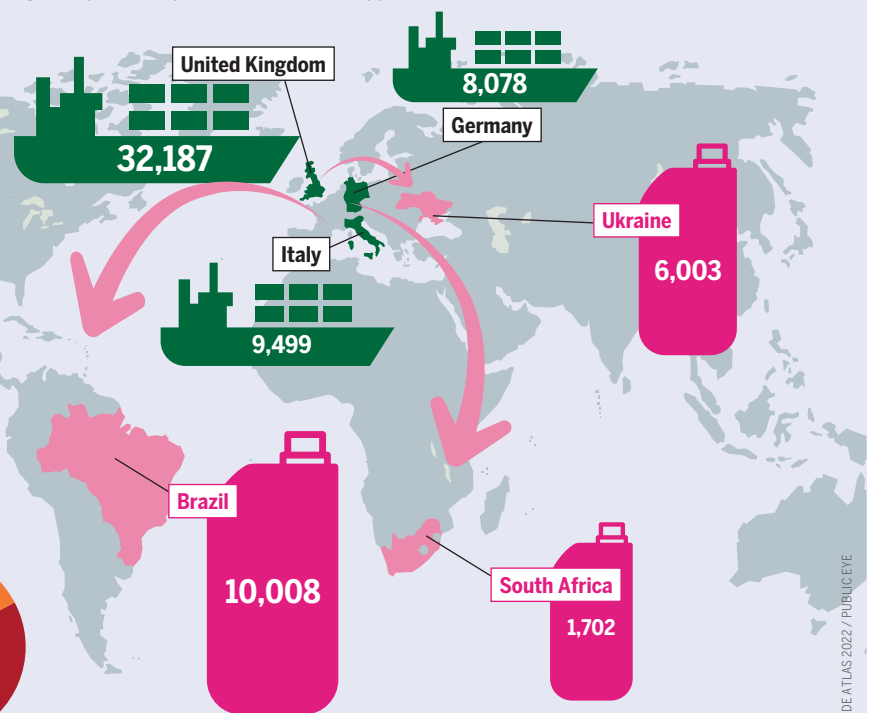 United Kingdom
8,078
Germany
32,187
Ukraine
6,003
Italy
9,499
Brazil
10,008
South Africa
1,702
ATLAS 2022 / PUBLIC EYE